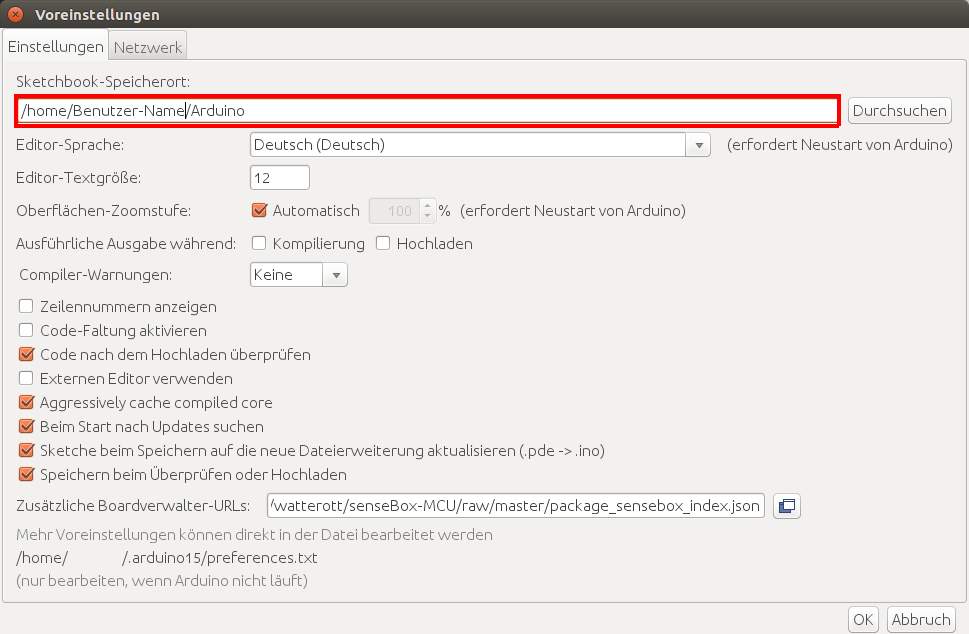 Voreinstellungen
Einstellungen Netzwerk
Sketchbook-Speicherort:
/home/Benutzer-Name/Arduino Durchsuchen
Editor-Sprache: Deutsch (Deutsch) (erfordert Neustart von Arduino)
Editor-Textgröße: 12
Oberflächen-Zoomstufe: Automatisch 100 % (erfordert Neustart von Arduino)
Ausführliche Ausgabe während: Kompilierung Hochladen
Compiler-Warnungen: Keine
Zeilennummern anzeigen
Code-Faltung aktivieren
Code nach dem Hochladen überprüfen
Externen Editor verwenden
Aggressively cache compiled core
Beim Start nach Updates suchen
Sketche beim Speichern auf die neue Dateierweiterung aktualisieren (.pde -> .ino)
Speichern beim Überprüfen oder Hochladen
Zusätzliche Boardverwalter-URLs: /watterott/senseBox-MCU/raw/master/package_sensebox_index.json
Mehr Voreinstellungen können direkt in der Datei bearbeitet werden
/home/ /.arduino15/preferences.txt
(nur bearbeiten, wenn Arduino nicht läuft)
OK Abbruch